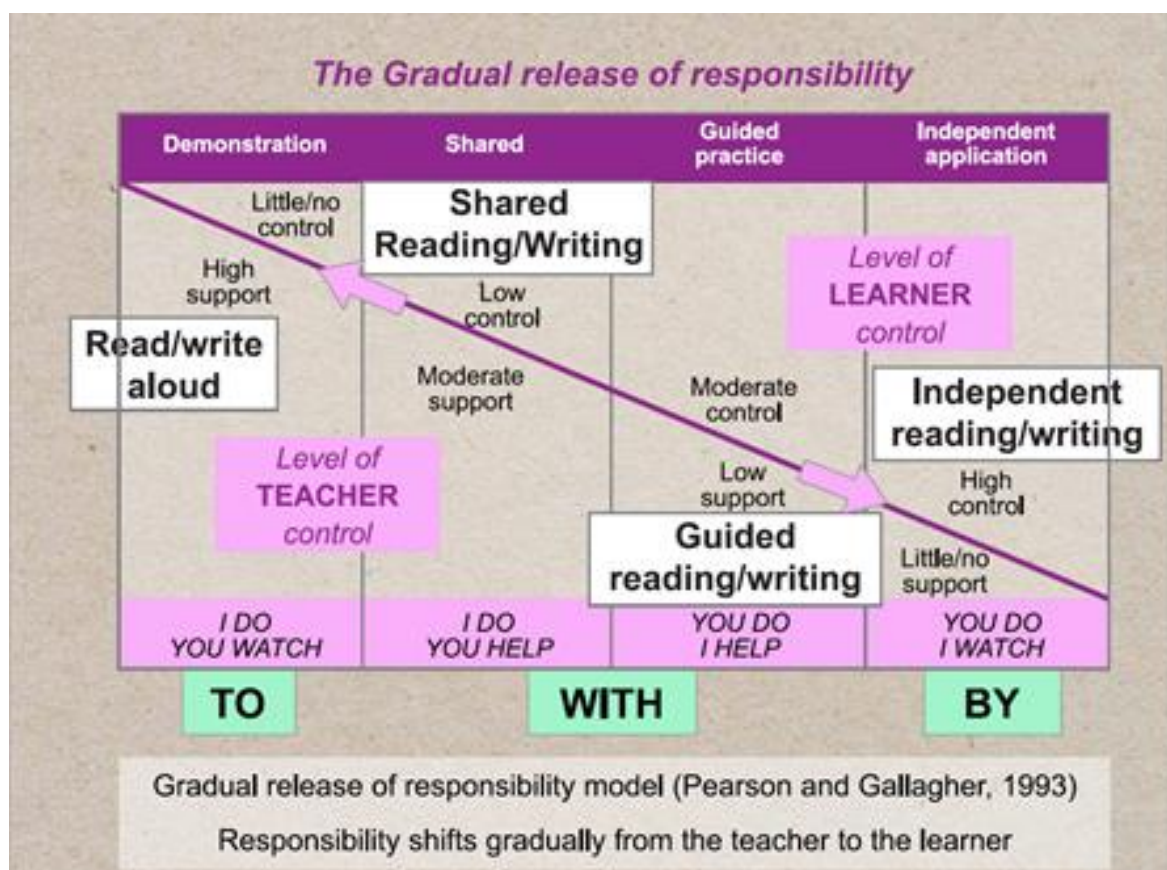 The Gradual release of responsibility
Demonstration
Shared
Guided
practice
Independent
application
Little/no
control
High
support
Read/write
aloud
Shared
Reading/Writing
Low
control
Moderate
support
Level of
TEACHER
control
Level of
LEARNER
control
Moderate
control
Low
support
Guided
reading/writing
Independent
reading/writing
High
control
Little/no
support
I DO
YOU WATCH
I DO
YOU HELP
YOU DO
I HELP
YOU DO
I WATCH
TO
WITH
BY
Gradual release of responsibility model (Pearson and Gallagher, 1993)
Responsibility shifts gradually from the teacher to the learner